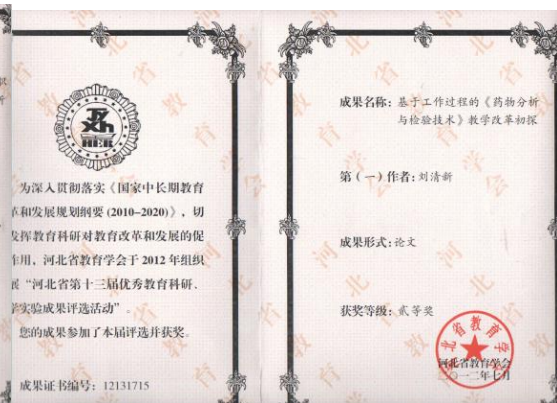 HER
为深入贯彻落实《国家中长期教育
革和发展规划纲要(2010-2020)》，切
发挥教育科研对教育改革和发展的促
作用，河北省教育学会于2012年组织
展“河北省第十三届优秀教育科研、
学实验成果评选活动”。
您的成果参加了本届评选并获奖。
成果证书编号：12131715
成果名称：基于工作过程的《药物分析
与检验技术》教学改革初探
第(一)作者：刘清新
成果形式：论文
获奖等级：贰等奖
河北省教育学会
二〇一二年七月